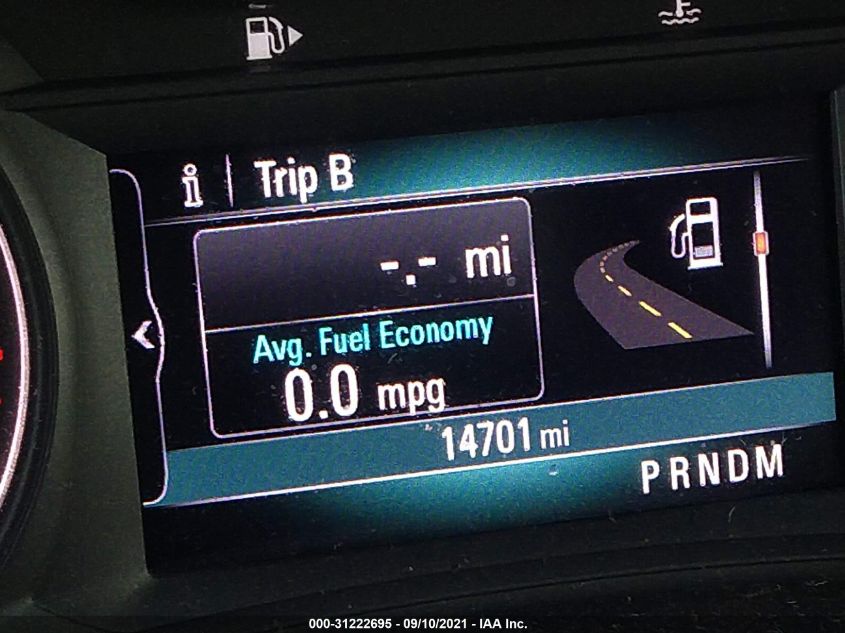 i | Trip B
-.- mi
Avg. Fuel Economy
0.0 mpg
14701 mi
PRNDM
000-31222695 - 09/10/2021 - IAA Inc.